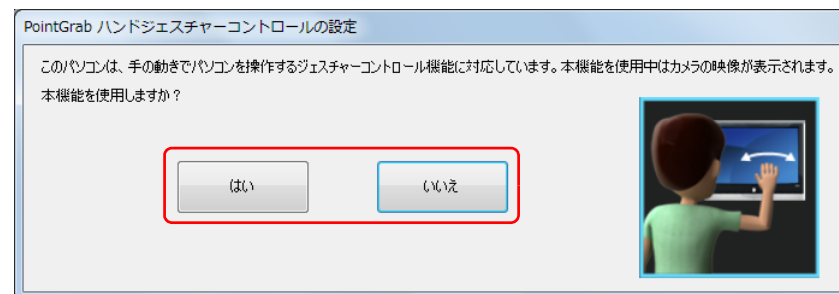 PointGrab ハンドジェスチャーコントロールの設定
このパソコンは、手の動きでパソコンを操作するジェスチャーコントロール機能に対応しています。本機能を使用中はカメラの映像が表示されます。
本機能を使用しますか？
はい
いいえ